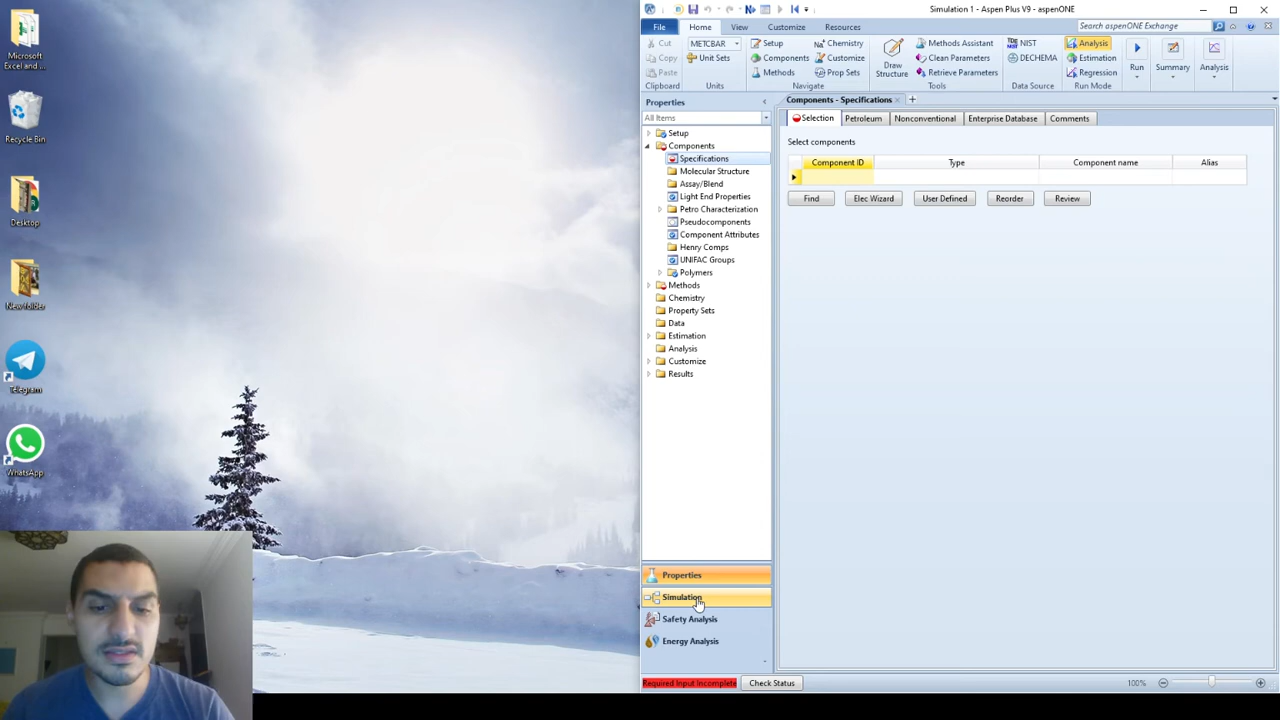 Microsoft
Excel and ...
Recycle Bin
Desktop
New folder
Telegram
WhatsApp
Simulation 1 - Aspen Plus V9 - aspenONE
File
Home
View
Customize
Resources
Search aspenONE Exchange
Cut
Copy
Paste
Clipboard
METCBAR
Unit Sets
Units
Setup
Components
Methods
Chemistry
Customize
Prop Sets
Navigate
Draw
Structure
Methods Assistant
Clean Parameters
Retrieve Parameters
Tools
NIST
DECHEMA
Data Source
Analysis
Estimation
Regression
Run Mode
Run
Summary
Analysis
Properties
All Items
Setup
Components
Specifications
Molecular Structure
Assay/Blend
Light End Properties
Petro Characterization
Pseudocomponents
Component Attributes
Henry Comps
UNIFAC Groups
Polymers
Methods
Chemistry
Property Sets
Data
Estimation
Analysis
Customize
Results
Properties
Simulation
Safety Analysis
Energy Analysis
Components - Specifications
Selection
Petroleum
Nonconventional
Enterprise Database
Comments
Select components
Component ID
Type
Component name
Alias
Find
Elec Wizard
User Defined
Reorder
Review
Required Input Incomplete
Check Status
100%